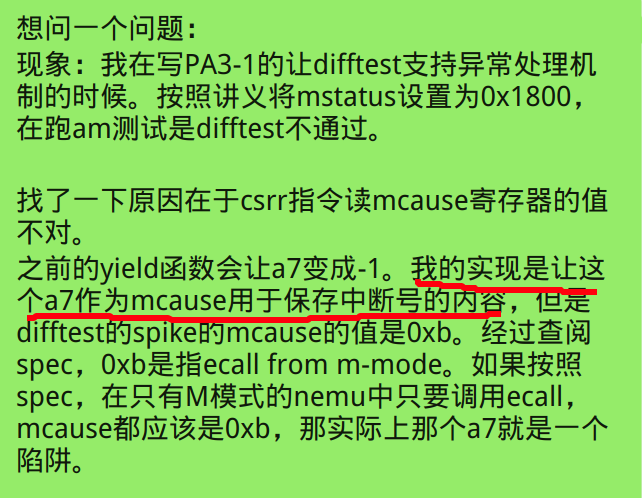 想问一个问题：
现象：我在写PA3-1的让difftest支持异常处理机
制的时候。按照讲义将mstatus设置为0x1800，
在跑am测试是difftest不通过。
找了一下原因在于csrr指令读mcause寄存器的值
不对。
之前的yield函数会让a7变成-1。我的实现是让这
个a7作为mcause用于保存中断号的内容，但是
difftest的spike的mcause的值是0xb。经过查阅
spec，0xb是指ecall from m-mode。如果按照
spec，在只有M模式的nemu中只要调用ecall，
mcause都应该是0xb，那实际上那个a7就是一个
陷阱。